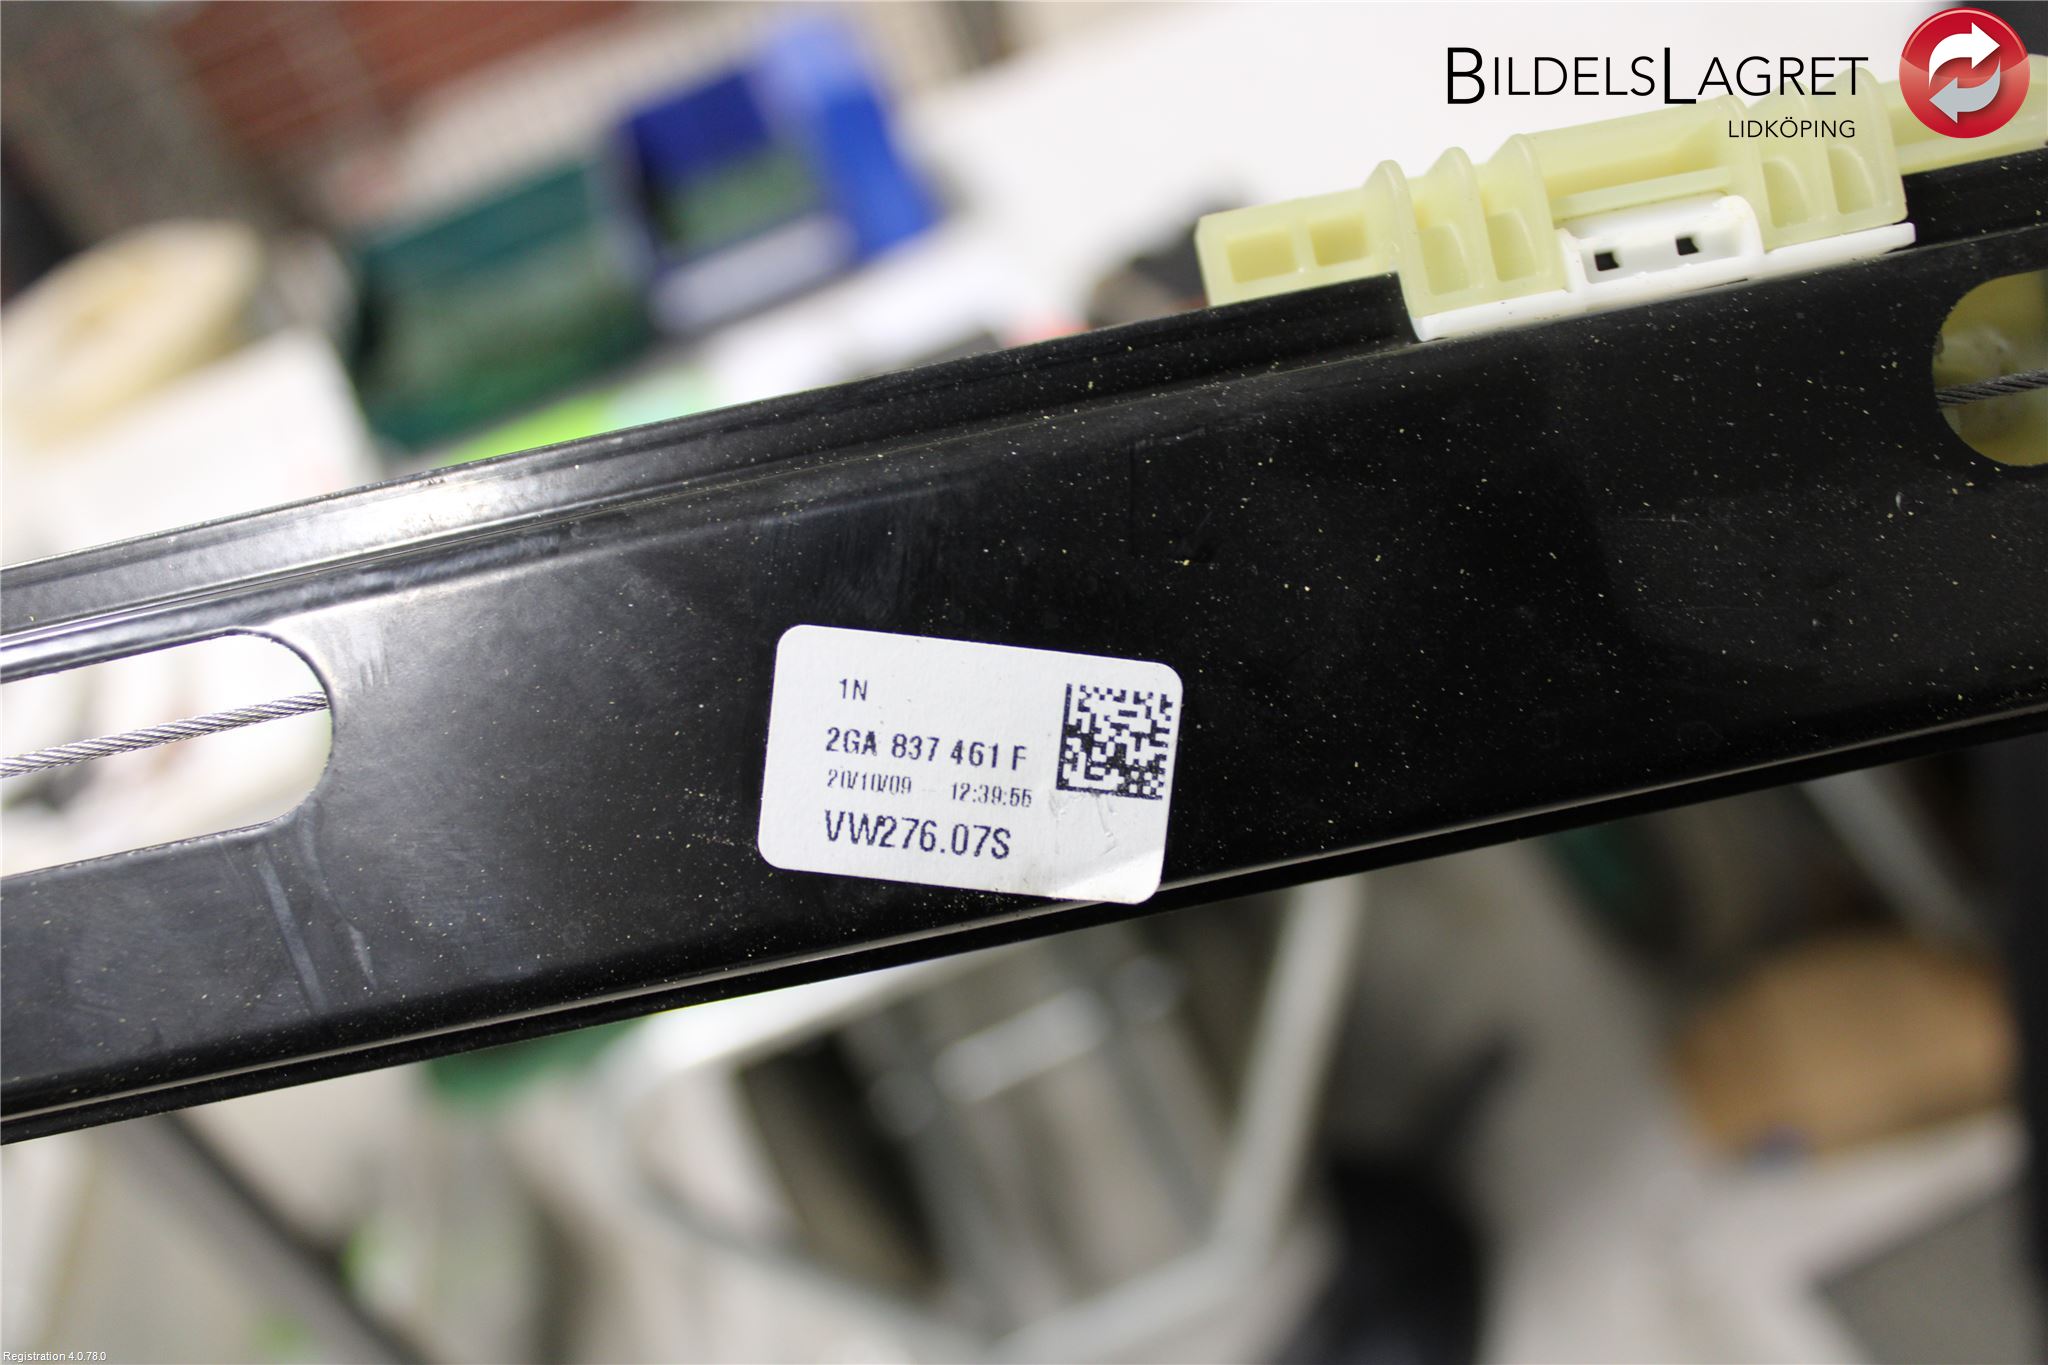 BILDELSLAGRET
LIDKÖPING
1N
2GA 837 461 F
20/10/09 12:39:55
VW276.07S
Registration 4.0.78.0